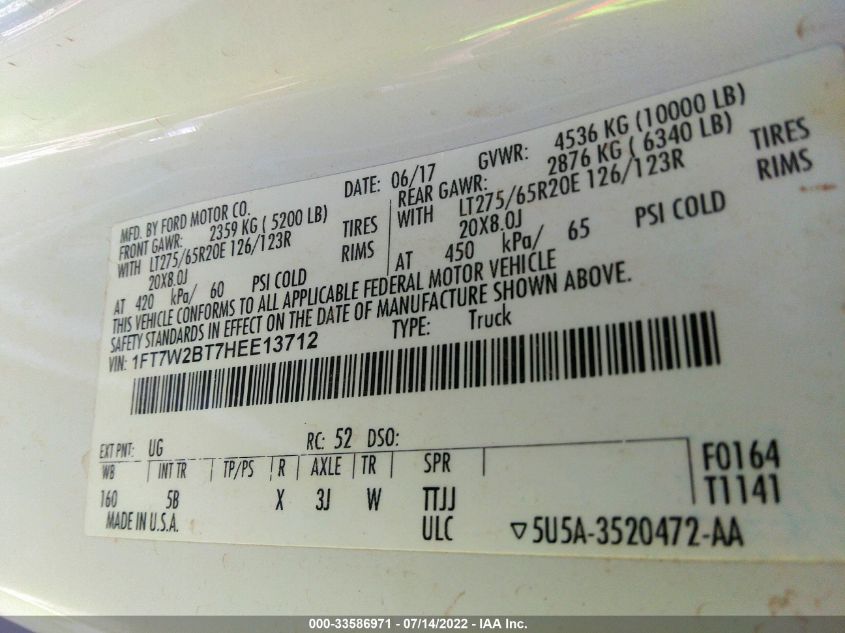 MFD. BY FORD MOTOR CO.
DATE: 06/17 GVWR: 4536 KG (10000 LB)
FRONT GAWR: 2359 KG ( 5200 LB) REAR GAWR: 2876 KG ( 6340 LB)
WITH LT275/65R20E 126/123R TIRES WITH LT275/65R20E 126/123R TIRES
20X8.0J RIMS 20X8.0J RIMS
AT 420 kPa/ 60 PSI COLD AT 450 kPa/ 65 PSI COLD
THIS VEHICLE CONFORMS TO ALL APPLICABLE FEDERAL MOTOR VEHICLE
SAFETY STANDARDS IN EFFECT ON THE DATE OF MANUFACTURE SHOWN ABOVE.
VIN: 1FT7W2BT7HEE13712 TYPE: Truck
EXT PNT: UG RC: 52 DSO:
WB INT TR TP/PS R AXLE TR SPR F0164
160 5B X 3J W TTJJ T1141
MADE IN U.S.A. ULC ▽5U5A-3520472-AA
000-33586971 - 07/14/2022 - IAA Inc.